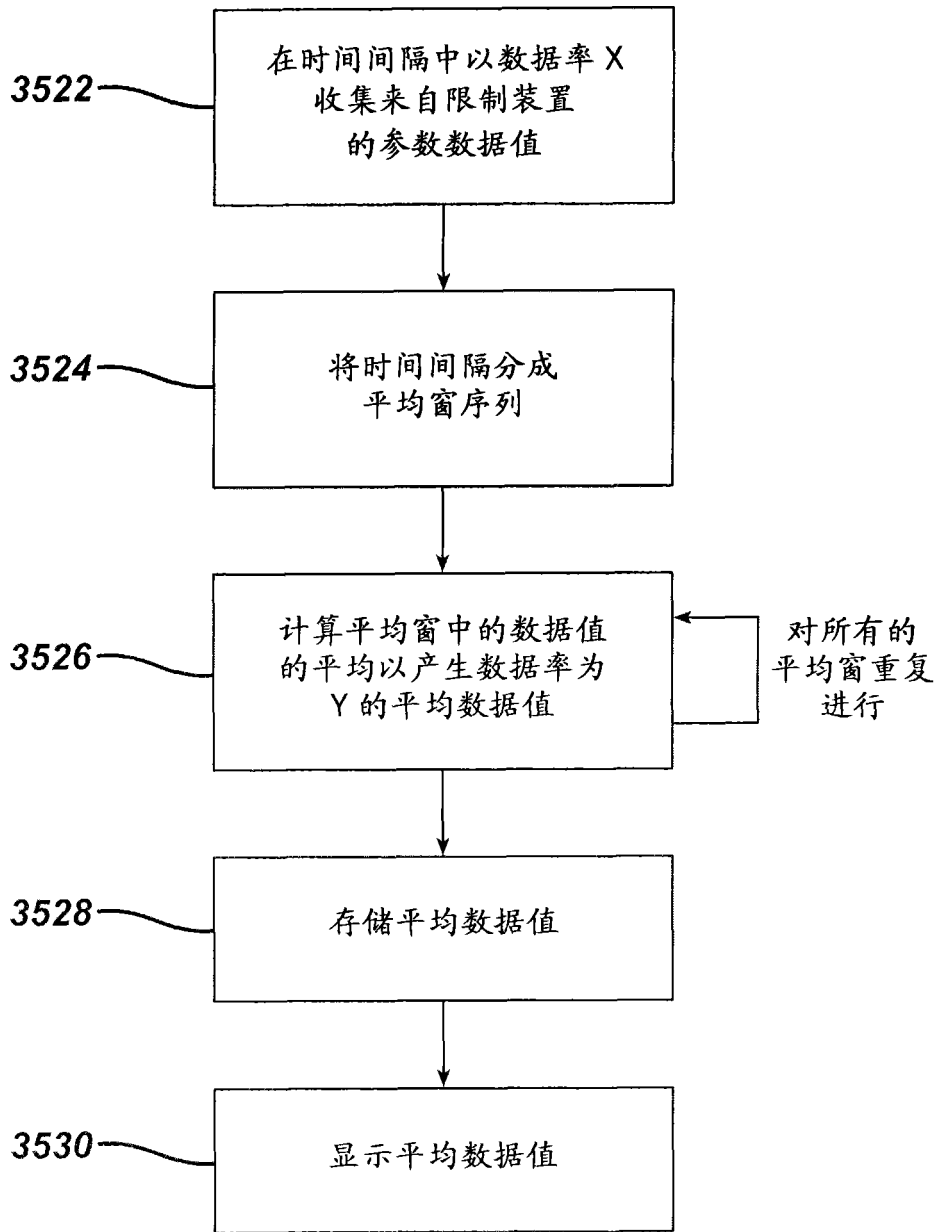 3522
在时间间隔中以数据率 X
收集来自限制装置
的参数数据值
3524
将时间间隔分成
平均窗序列
3526
计算平均窗中的数据值
的平均以产生数据率为
Y 的平均数据值
对所有的
平均窗重复
进行
3528
存储平均数据值
3530
显示平均数据值